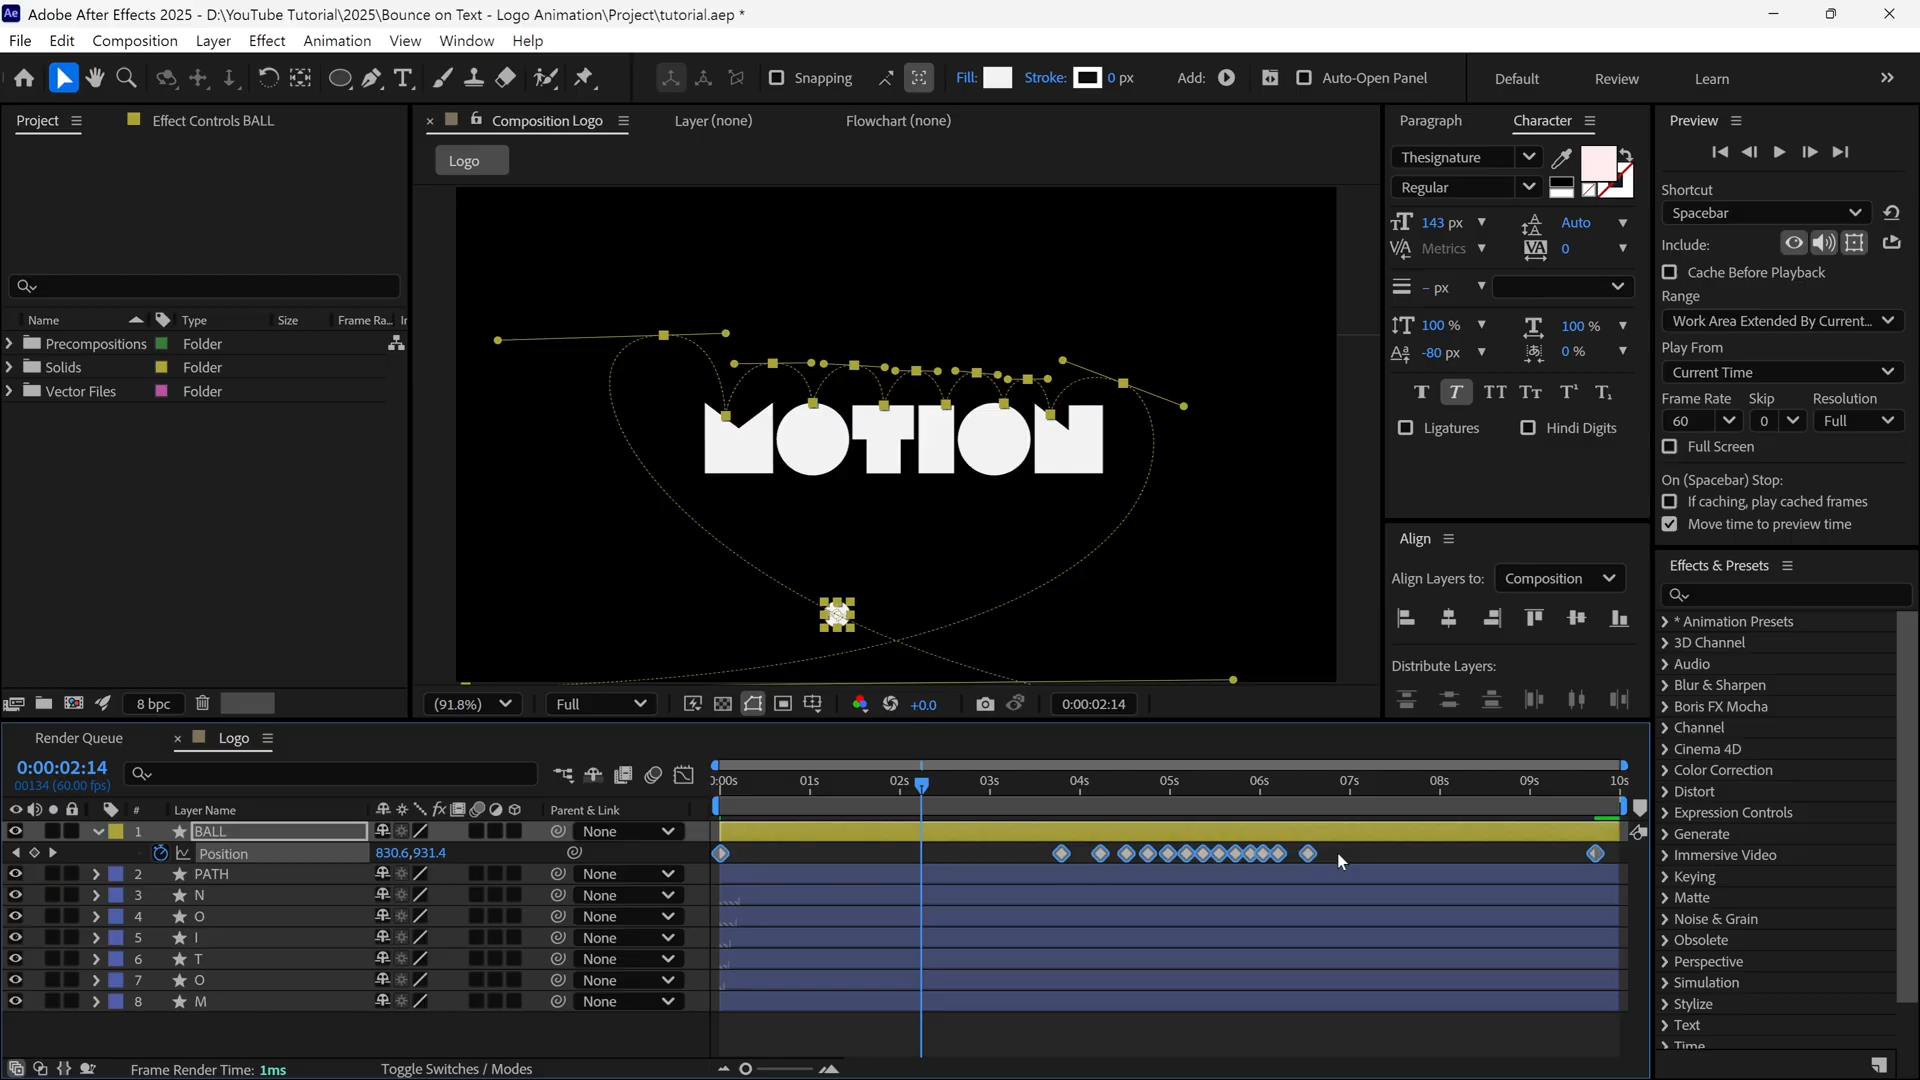 Adobe After Effects 2025 - D:\YouTube Tutorial\2025\Bounce on Text - Logo Animation\Project\tutorial.aep *
File Edit Composition Layer Effect Animation View Window Help
Snapping Fill: Stroke: 0 px Add: Auto-Open Panel Default Review Learn
Project Effect Controls BALL
Composition Logo Layer (none) Flowchart (none)
Logo
Name Type Size Frame Ra...
Precompositions Folder
Solids Folder
Vector Files Folder
8 bpc
MOTION
(91.8%) Full +0.0 0:00:02:14
Paragraph Character
Thesignature
Regular
143 px Auto
Metrics 0
- px
100 % 100 %
-80 px 0 %
Ligatures Hindi Digits
Align
Align Layers to: Composition
Distribute Layers:
Preview
Shortcut
Spacebar
Include:
Cache Before Playback
Range
Work Area Extended By Current...
Play From
Current Time
Frame Rate Skip Resolution
60 0 Full
Full Screen
On (Spacebar) Stop:
If caching, play cached frames
Move time to preview time
Effects & Presets
* Animation Presets
3D Channel
Audio
Blur & Sharpen
Boris FX Mocha
Channel
Cinema 4D
Color Correction
Distort
Expression Controls
Generate
Immersive Video
Keying
Matte
Noise & Grain
Obsolete
Perspective
Simulation
Stylize
Text
Time
Render Queue Logo
0:00:02:14
00134 (60.00 fps)
:00s 01s 02s 03s 04s 05s 06s 07s 08s 09s 10s
# Layer Name Parent & Link
1 BALL None
Position 830.6,931.4
2 PATH None
3 N None
4 O None
5 I None
6 T None
7 O None
8 M None
Frame Render Time: 1ms Toggle Switches / Modes